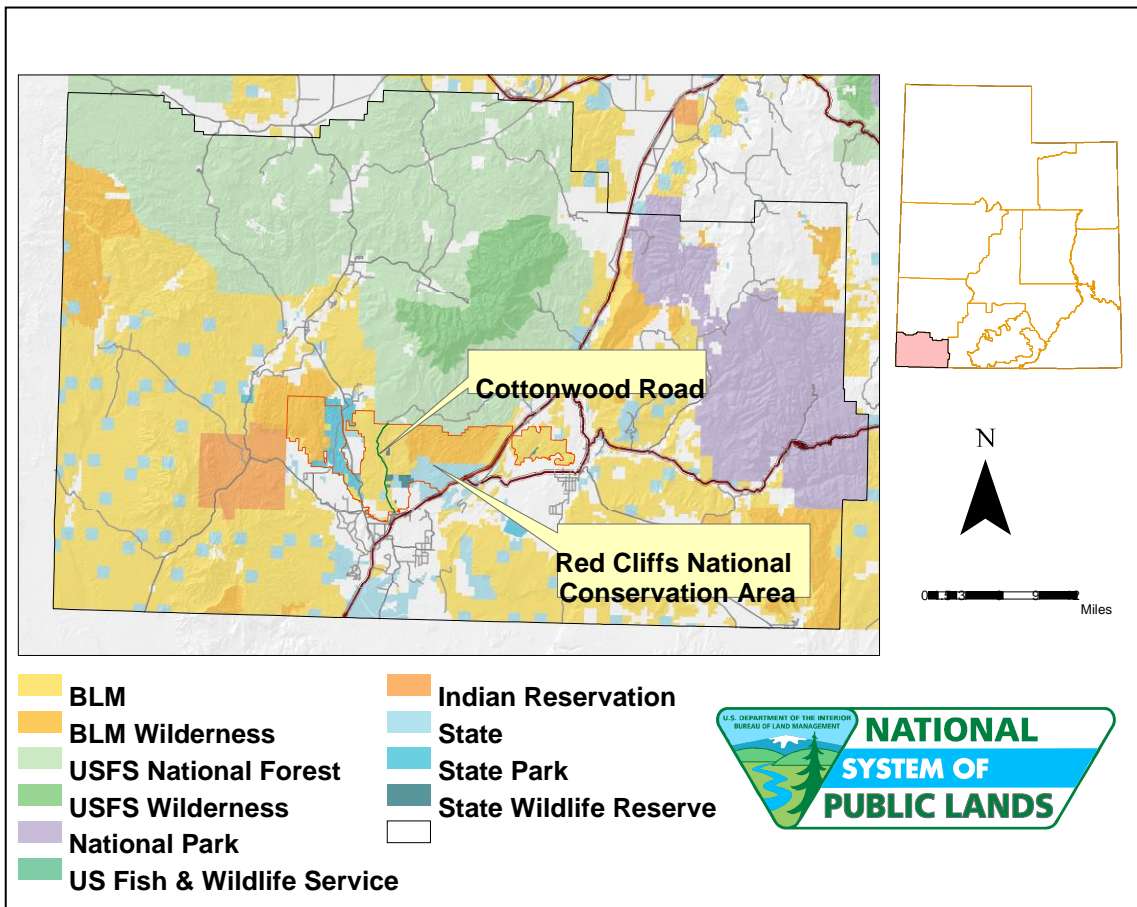 Cottonwood Road
Red Cliffs National
Conservation Area
N
Miles
BLM
BLM Wilderness
USFS National Forest
USFS Wilderness
National Park
US Fish & Wildlife Service
Indian Reservation
State
State Park
State Wildlife Reserve
U.S. DEPARTMENT OF THE INTERIOR
BUREAU OF LAND MANAGEMENT
NATIONAL
SYSTEM OF
PUBLIC LANDS